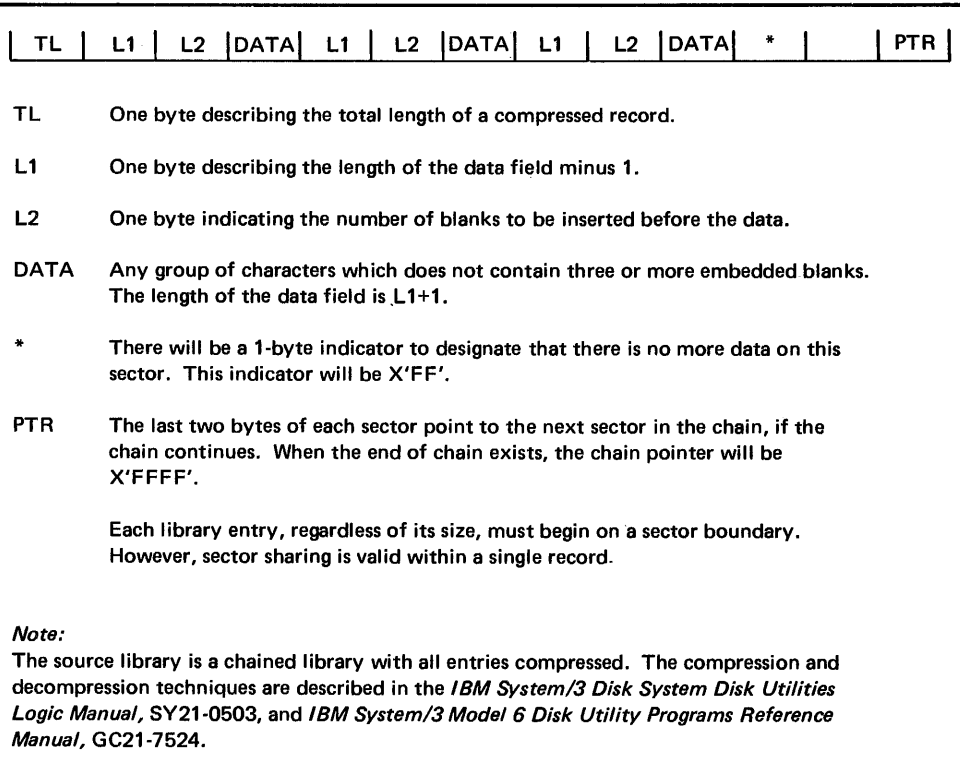 TL L1 L2 DATA L1 L2 DATA L1 L2 DATA * PTR
TL One byte describing the total length of a compressed record.
L1 One byte describing the length of the data field minus 1.
L2 One byte indicating the number of blanks to be inserted before the data.
DATA Any group of characters which does not contain three or more embedded blanks.
The length of the data field is L1+1.
* There will be a 1-byte indicator to designate that there is no more data on this
sector. This indicator will be X'FF'.
PTR The last two bytes of each sector point to the next sector in the chain, if the
chain continues. When the end of chain exists, the chain pointer will be
X'FFFF'.
Each library entry, regardless of its size, must begin on a sector boundary.
However, sector sharing is valid within a single record.
Note:
The source library is a chained library with all entries compressed. The compression and
decompression techniques are described in the IBM System/3 Disk System Disk Utilities
Logic Manual, SY21-0503, and IBM System/3 Model 6 Disk Utility Programs Reference
Manual, GC21-7524.